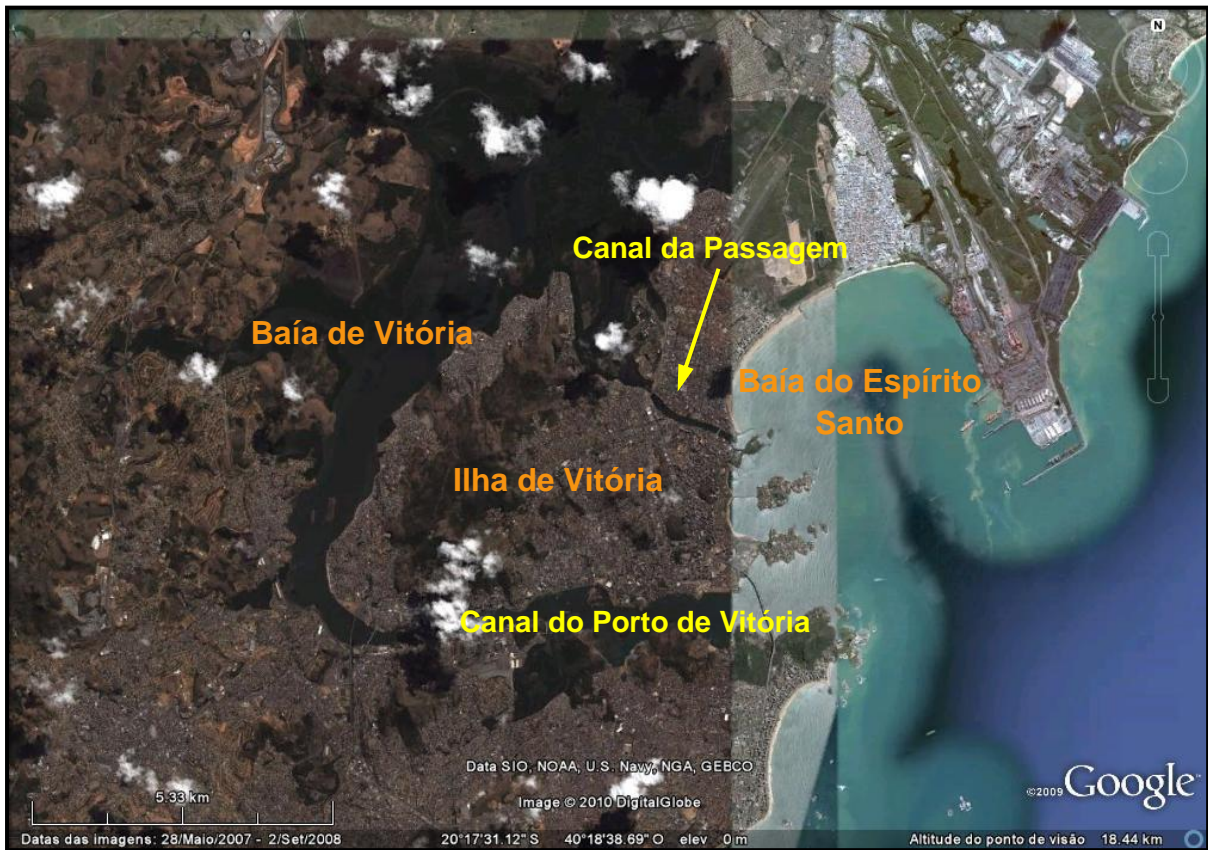 N
Canal da Passagem
Baía de Vitória
Baía do Espírito
Santo
Ilha de Vitória
Canal do Porto de Vitória
Data SIO, NOAA, U.S. Navy, NGA, GEBCO
Image © 2010 DigitalGlobe
©2009 Google
5.33 km
Datas das imagens: 28/Maio/2007 - 2/Set/2008 20°17'31.12" S 40°18'38.69" O elev 0 m Altitude do ponto de visão 18.44 km